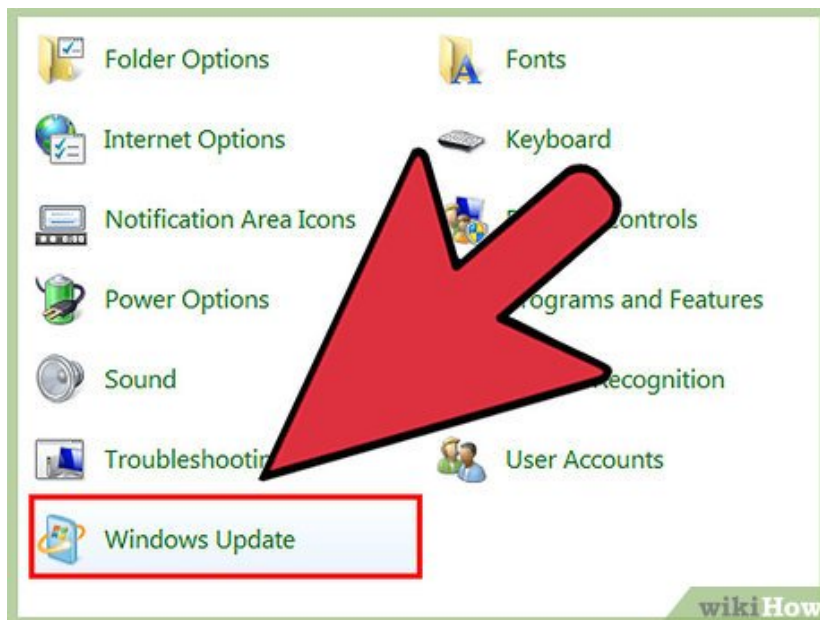 Folder Options
Fonts
Internet Options
Keyboard
Notification Area Icons
ontrols
Power Options
rograms and Features
Sound
ecognition
Troubleshootin
User Accounts
Windows Update
wikiHow